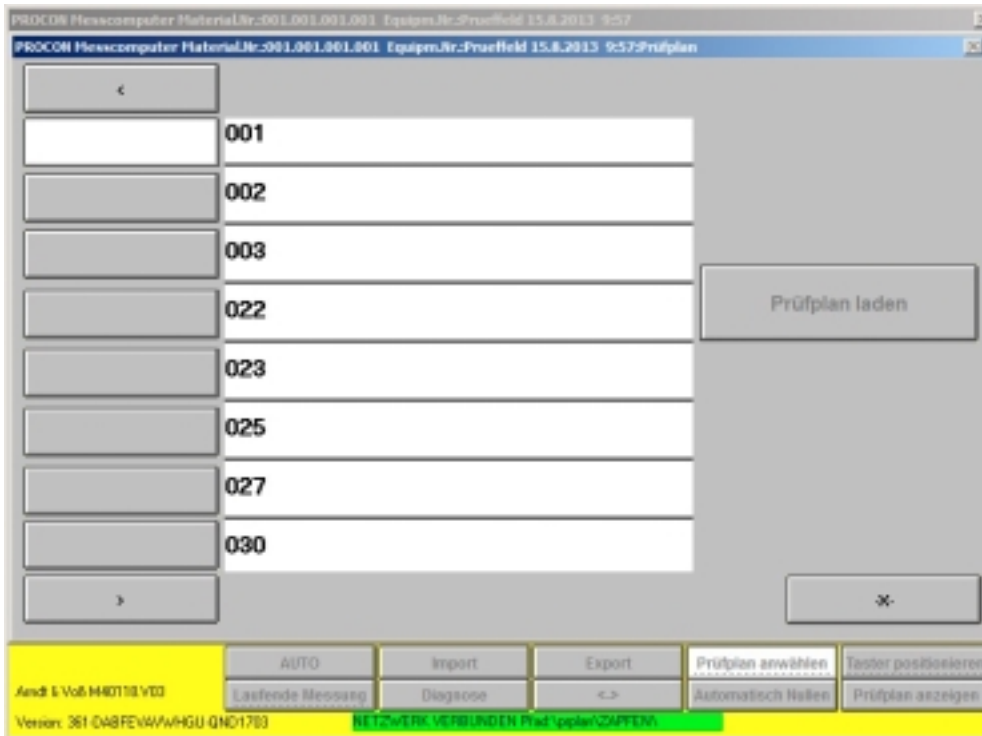 PROCON Messcomputer Material.Nr.:001.001.001.001 Equipm.Nr.:Prueffeld 15.8.2013 9:57
PROCON Messcomputer Material.Nr.:001.001.001.001 Equipm.Nr.:Prueffeld 15.8.2013 9:57:Prüfplan
<
001
002
003
022
Prüfplan laden
023
025
027
030
>
-X-
AUTO Import Export Prüfplan anwählen Taster positionieren
Arndt & Voß M40110.V03 Laufende Messung Diagnose <.> Automatisch Nullen Prüfplan anzeigen
Version: 361 NETZWERK VERBUNDEN Pfad:\pplan\ZAPFEN\